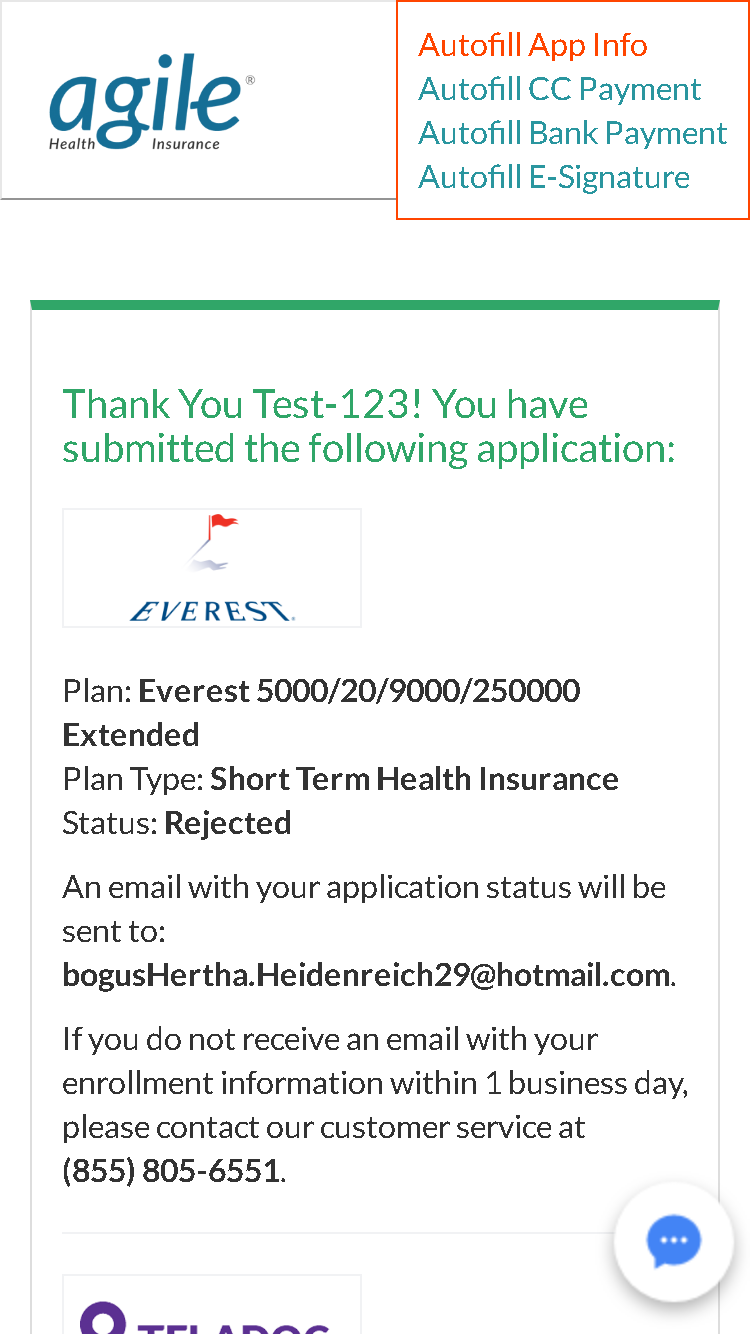 agile®
Health Insurance
Autofill App Info
Autofill CC Payment
Autofill Bank Payment
Autofill E-Signature
Thank You Test-123! You have
submitted the following application:
EVEREST®
Plan: Everest 5000/20/9000/250000
Extended
Plan Type: Short Term Health Insurance
Status: Rejected
An email with your application status will be
sent to:
bogusHertha.Heidenreich29@hotmail.com.
If you do not receive an email with your
enrollment information within 1 business day,
please contact our customer service at
(855) 805-6551.
TELADOC